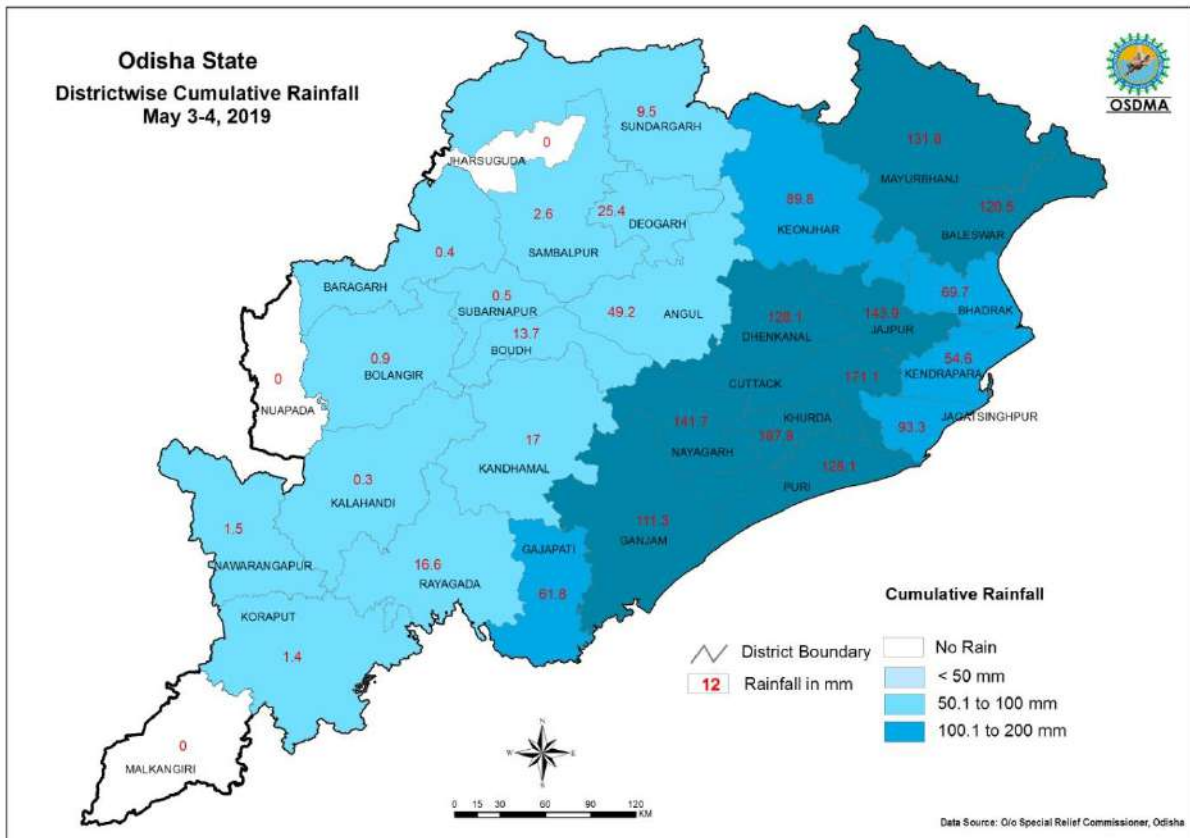 Odisha State
Districtwise Cumulative Rainfall
May 3-4, 2019
OSDMA
9.5
SUNDARGARH
0
JHARSUGUDA
131.8
MAYURBHANJ
120.5
BALESWAR
89.8
KEONJHAR
2.6
SAMBALPUR
25.4
DEOGARH
0.4
BARAGARH
0.5
SUBARNAPUR
49.2
ANGUL
69.7
BHADRAK
128.1
DHENKANAL
143.9
JAJPUR
13.7
BOUDH
0.9
BOLANGIR
0
NUAPADA
54.6
KENDRAPARA
CUTTACK
171.1
KHURDA
JAGATSINGHPUR
93.3
141.7
NAYAGARH
17
KANDHAMAL
128.1
PURI
0.3
KALAHANDI
111.3
GANJAM
1.5
NAWARANGAPUR
GAJAPATI
61.8
16.6
RAYAGADA
KORAPUT
1.4
0
MALKANGIRI
Cumulative Rainfall
No Rain
< 50 mm
50.1 to 100 mm
100.1 to 200 mm
District Boundary
12 Rainfall in mm
N
W E
S
0 15 30 60 90 120
KM
Data Source: O/o Special Relief Commissioner, Odisha